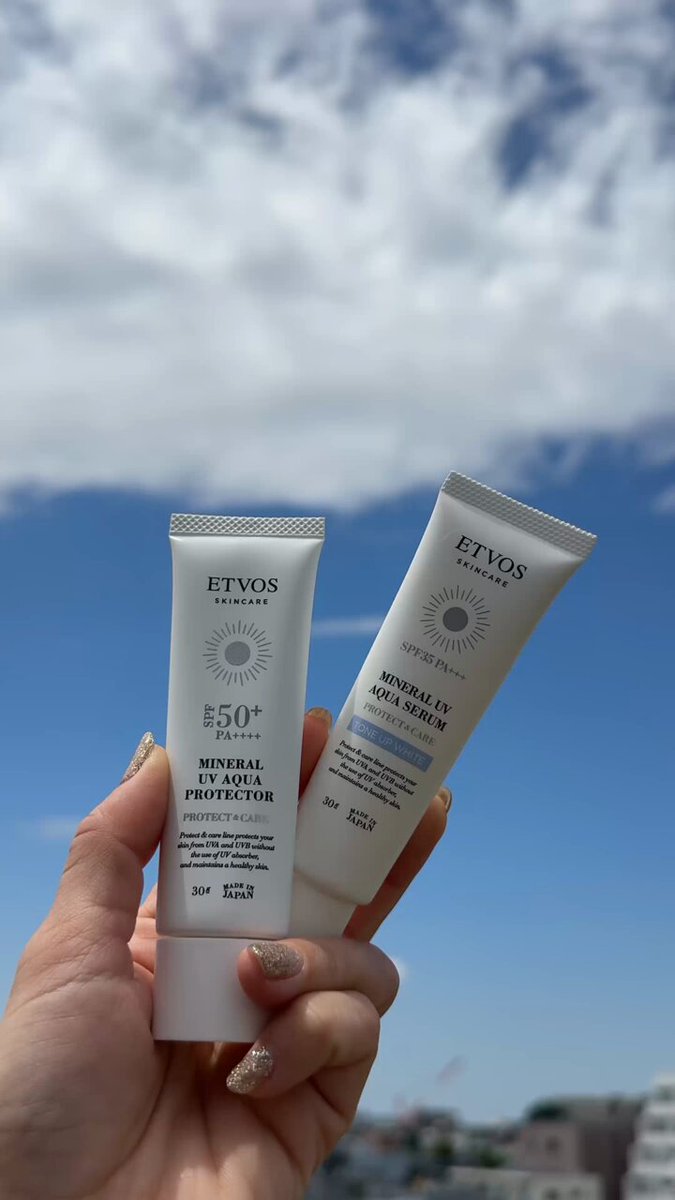 ETVOS
SKINCARE
SPF 50+
PA++++
MINERAL
UV AQUA
PROTECTOR
PROTECT & CARE
Protect & care line protects your
skin from UVA and UVB without
the use of UV absorber,
and maintains a healthy skin.
30g MADE IN JAPAN
ETVOS
SKINCARE
SPF35 PA+++
MINERAL UV
AQUA SERUM
PROTECT & CARE
TONE UP WHITE
Protect & care line protects your
skin from UVA and UVB without
the use of UV absorber,
and maintains a healthy skin.
30g MADE IN JAPAN